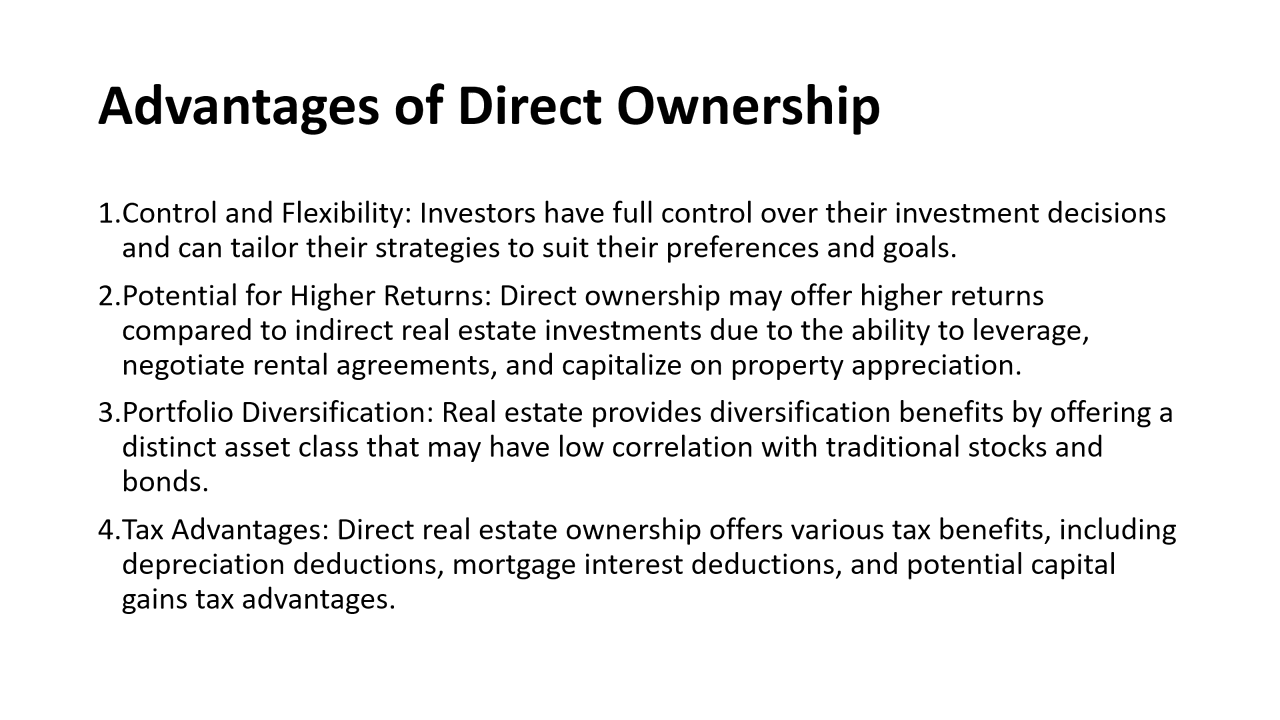 Advantages of Direct Ownership
1.Control and Flexibility: Investors have full control over their investment decisions
and can tailor their strategies to suit their preferences and goals.
2.Potential for Higher Returns: Direct ownership may offer higher returns
compared to indirect real estate investments due to the ability to leverage,
negotiate rental agreements, and capitalize on property appreciation.
3.Portfolio Diversification: Real estate provides diversification benefits by offering a
distinct asset class that may have low correlation with traditional stocks and
bonds.
4.Tax Advantages: Direct real estate ownership offers various tax benefits, including
depreciation deductions, mortgage interest deductions, and potential capital
gains tax advantages.